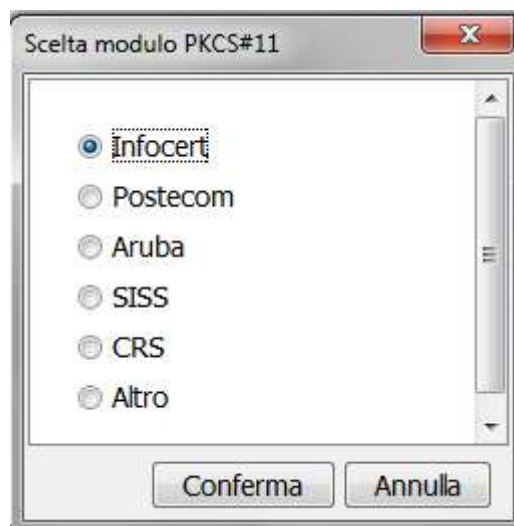 Scelta modulo PKCS#11
Infocert
Postecom
Aruba
SISS
CRS
Altro
Conferma Annulla